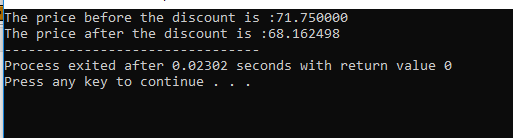 The price before the discount is :71.750000
The price after the discount is :68.162498
--------------------------------
Process exited after 0.02302 seconds with return value 0
Press any key to continue . . .